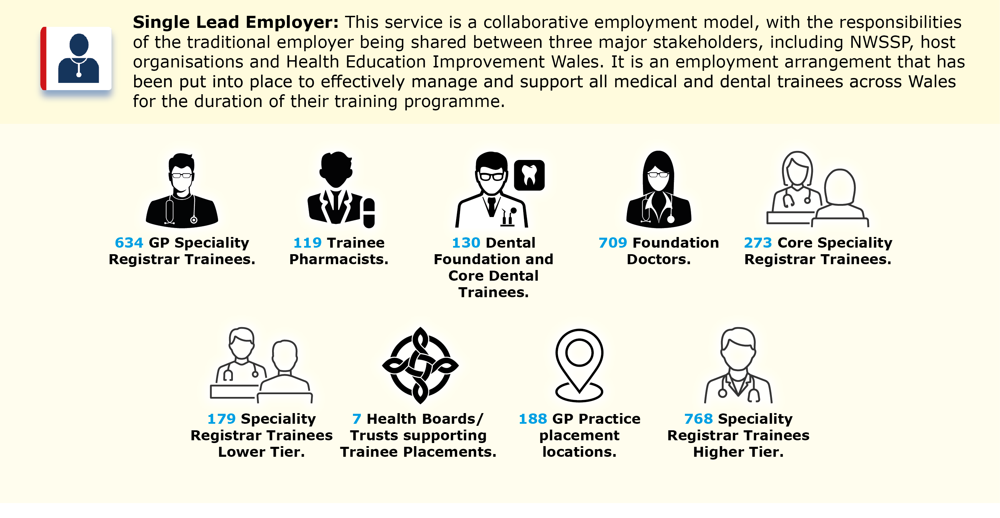 Single Lead Employer: This service is a collaborative employment model, with the responsibilities
of the traditional employer being shared between three major stakeholders, including NWSSP, host
organisations and Health Education Improvement Wales. It is an employment arrangement that has
been put into place to effectively manage and support all medical and dental trainees across Wales
for the duration of their training programme.
634 GP Speciality
Registrar Trainees.
119 Trainee
Pharmacists.
130 Dental
Foundation and
Core Dental
Trainees.
709 Foundation
Doctors.
273 Core Speciality
Registrar Trainees.
179 Speciality
Registrar Trainees
Lower Tier.
7 Health Boards/
Trusts supporting
Trainee Placements.
188 GP Practice
placement
locations.
768 Speciality
Registrar Trainees
Higher Tier.